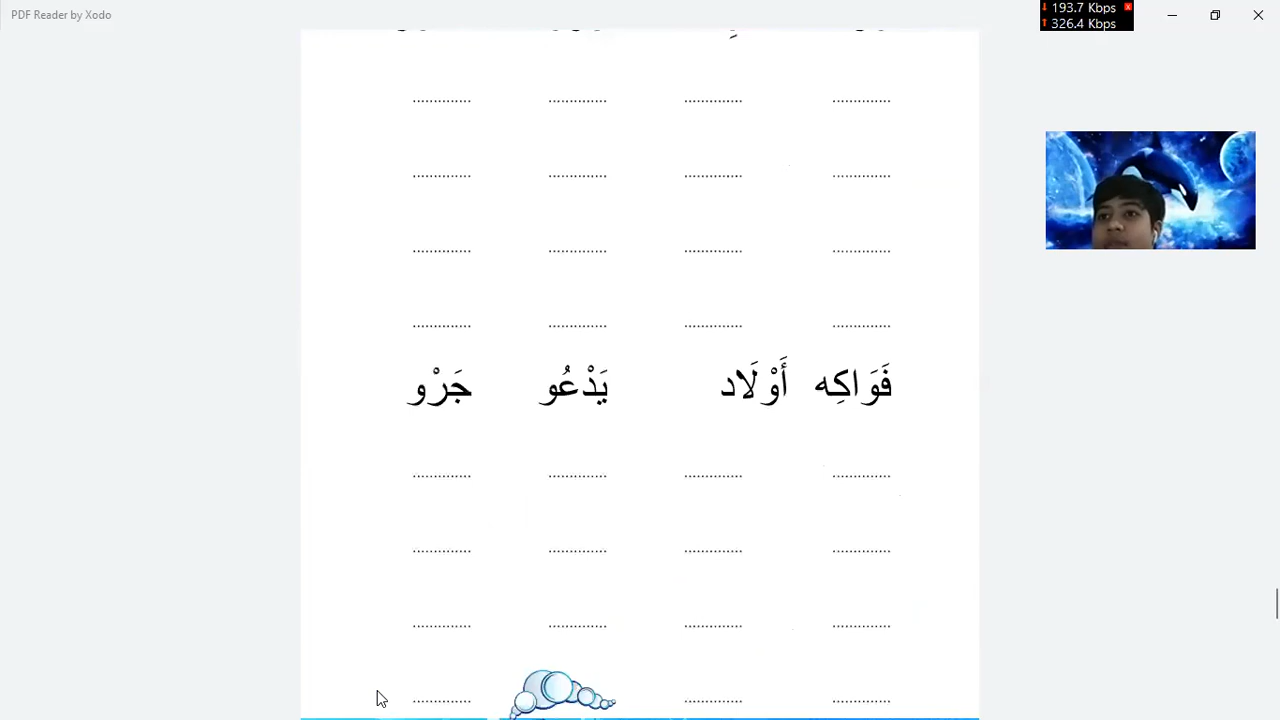 PDF Reader by Xodo
193.7 Kbps
326.4 Kbps
.............. .............. .............. ..............
.............. .............. .............. ..............
.............. .............. .............. ..............
.............. .............. .............. ..............
فَوَاكِه أَوْلَاد يَدْعُو جَرْو
.............. .............. .............. ..............
.............. .............. .............. ..............
.............. .............. .............. ..............
.............. .............. ..............